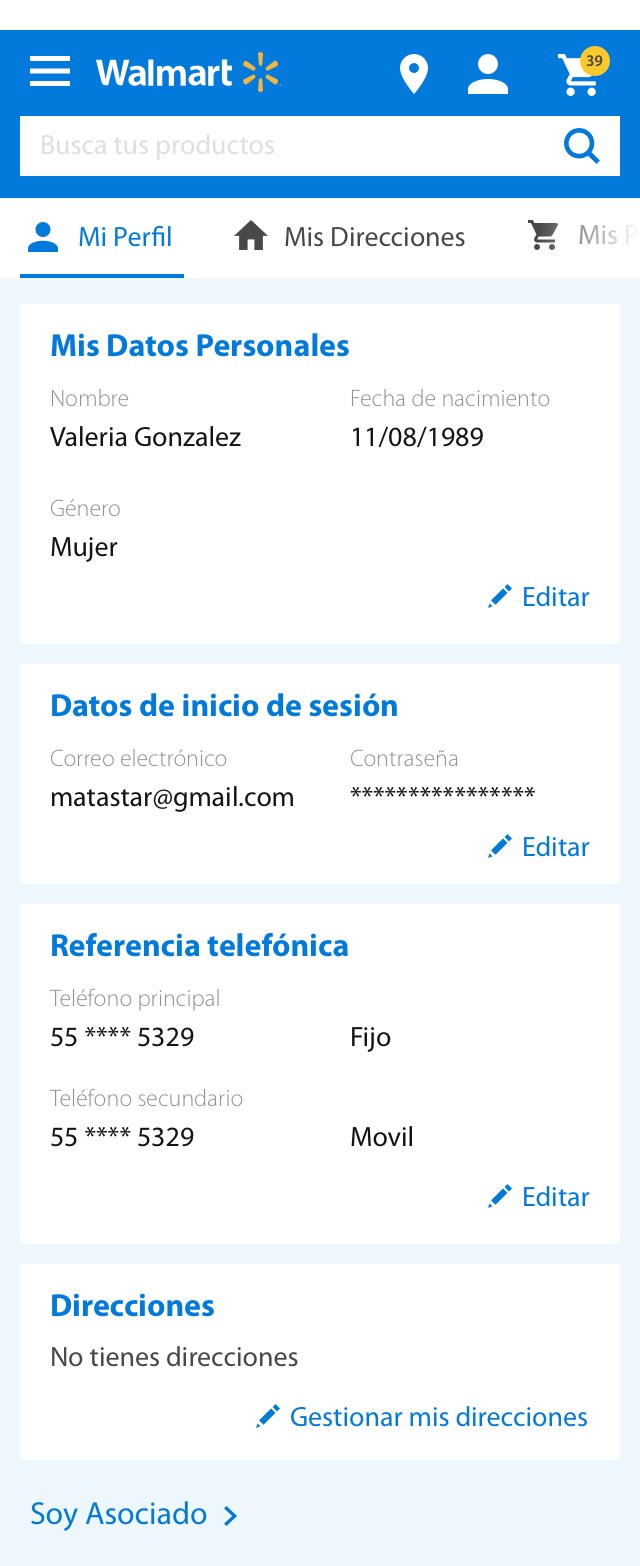 Walmart
39
Busca tus productos
Mi Perfil Mis Direcciones Mis P
Mis Datos Personales
Nombre Fecha de nacimiento
Valeria Gonzalez 11/08/1989
Género
Mujer
Editar
Datos de inicio de sesión
Correo electrónico Contraseña
matastar@gmail.com ****************
Editar
Referencia telefónica
Teléfono principal
55 **** 5329 Fijo
Teléfono secundario
55 **** 5329 Movil
Editar
Direcciones
No tienes direcciones
Gestionar mis direcciones
Soy Asociado >